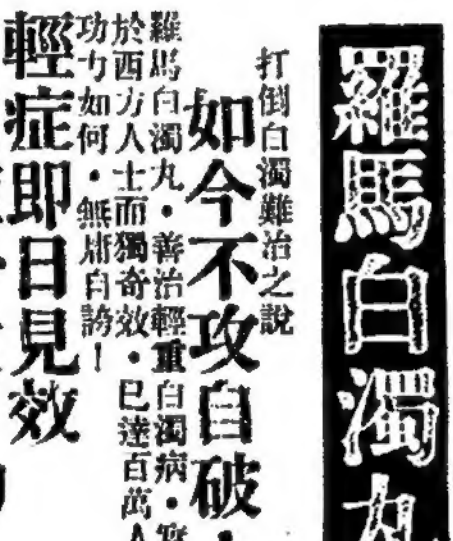 羅馬白濁丸
打倒白濁難治之說
如今不攻自破・
羅馬白濁丸・善治輕重白濁病・實
於西方人士而獨奇效・已達百萬人
功力如何・無庸自誇！
輕症即日見效